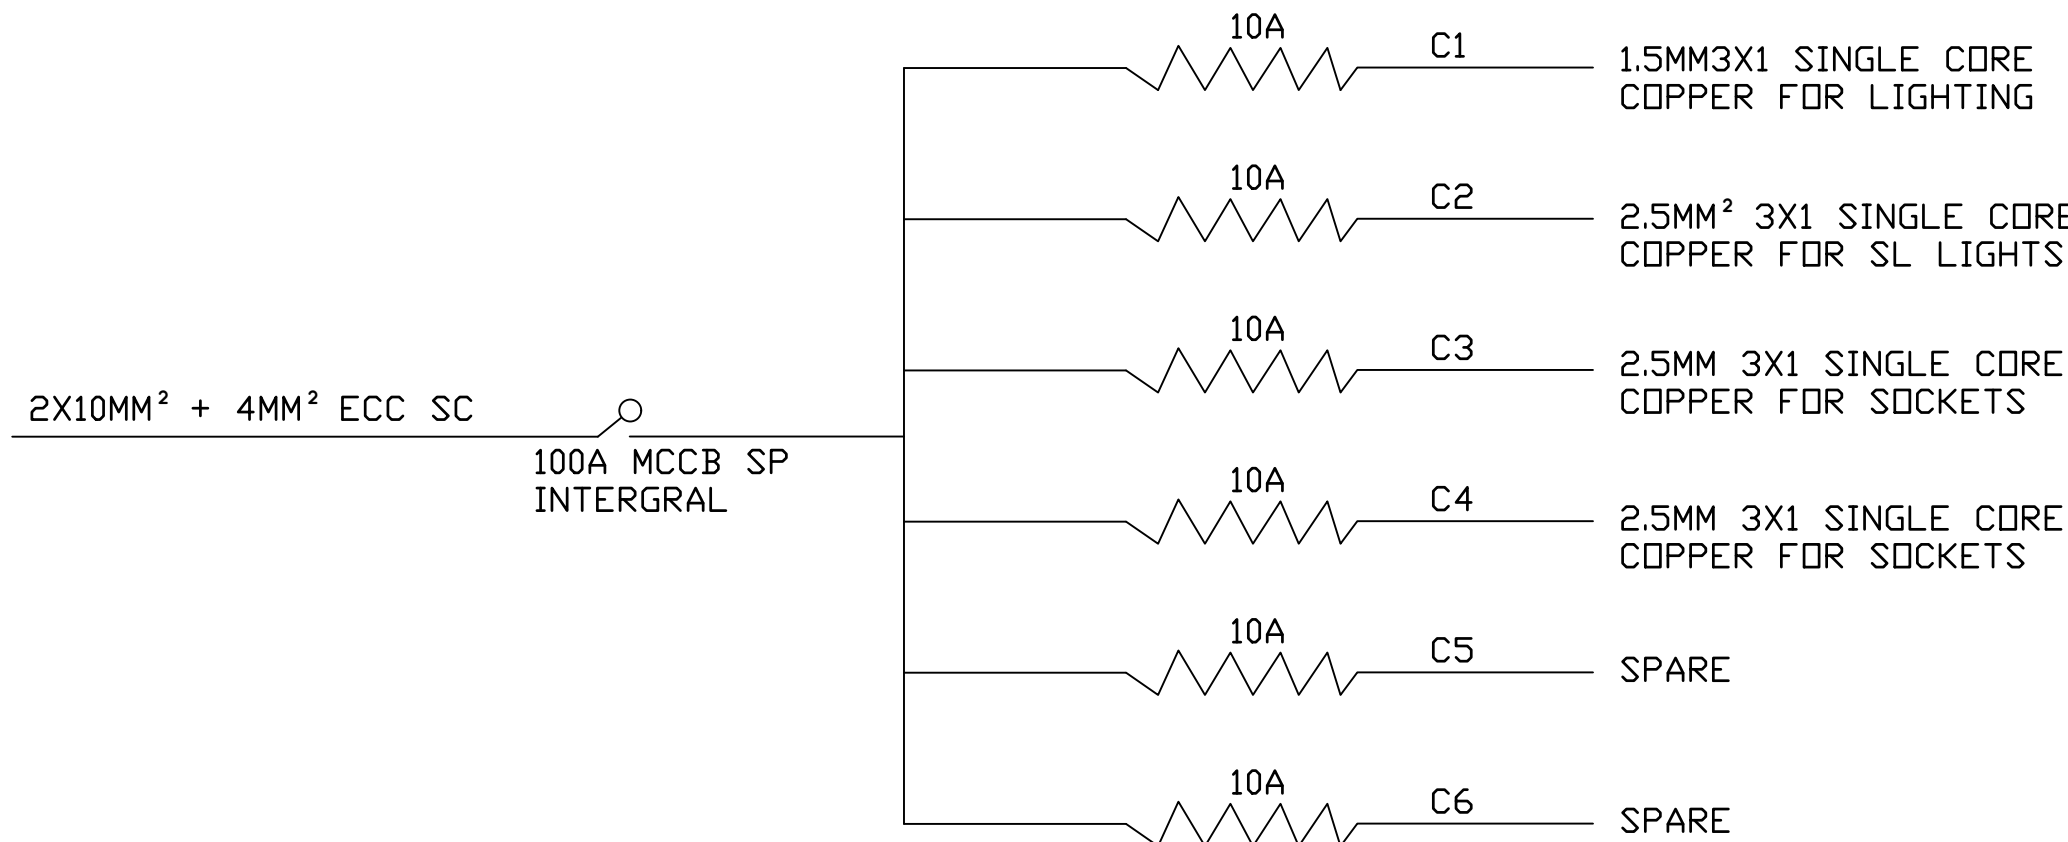 10A
C1
1.5MM3X1 SINGLE CORE
COPPER FOR LIGHTING
10A
C2
2.5MM² 3X1 SINGLE CORE
COPPER FOR SL LIGHTS
10A
C3
2.5MM 3X1 SINGLE CORE
COPPER FOR SOCKETS
2X10MM² + 4MM² ECC SC
100A MCCB SP
INTERGRAL
10A
C4
2.5MM 3X1 SINGLE CORE
COPPER FOR SOCKETS
10A
C5
SPARE
10A
C6
SPARE